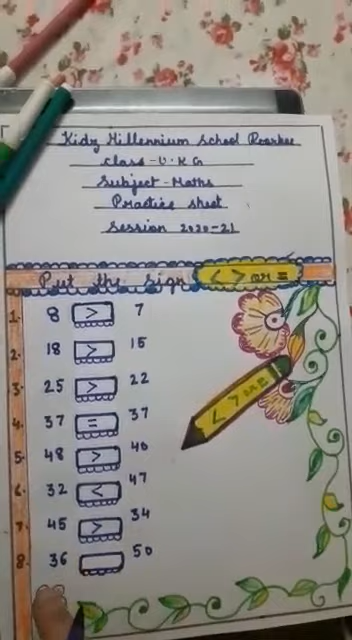 Kidz Millennium School Roorkee
Class-U.K.G
Subject-Maths
Practice sheet
Session 2020-21
Put the sign < > or =
1. 8 > 7
2. 18 > 15
3. 25 > 22
4. 37 = 37
5. 48 > 40
6. 32 < 47
7. 45 > 34
8. 36 50
< > or =